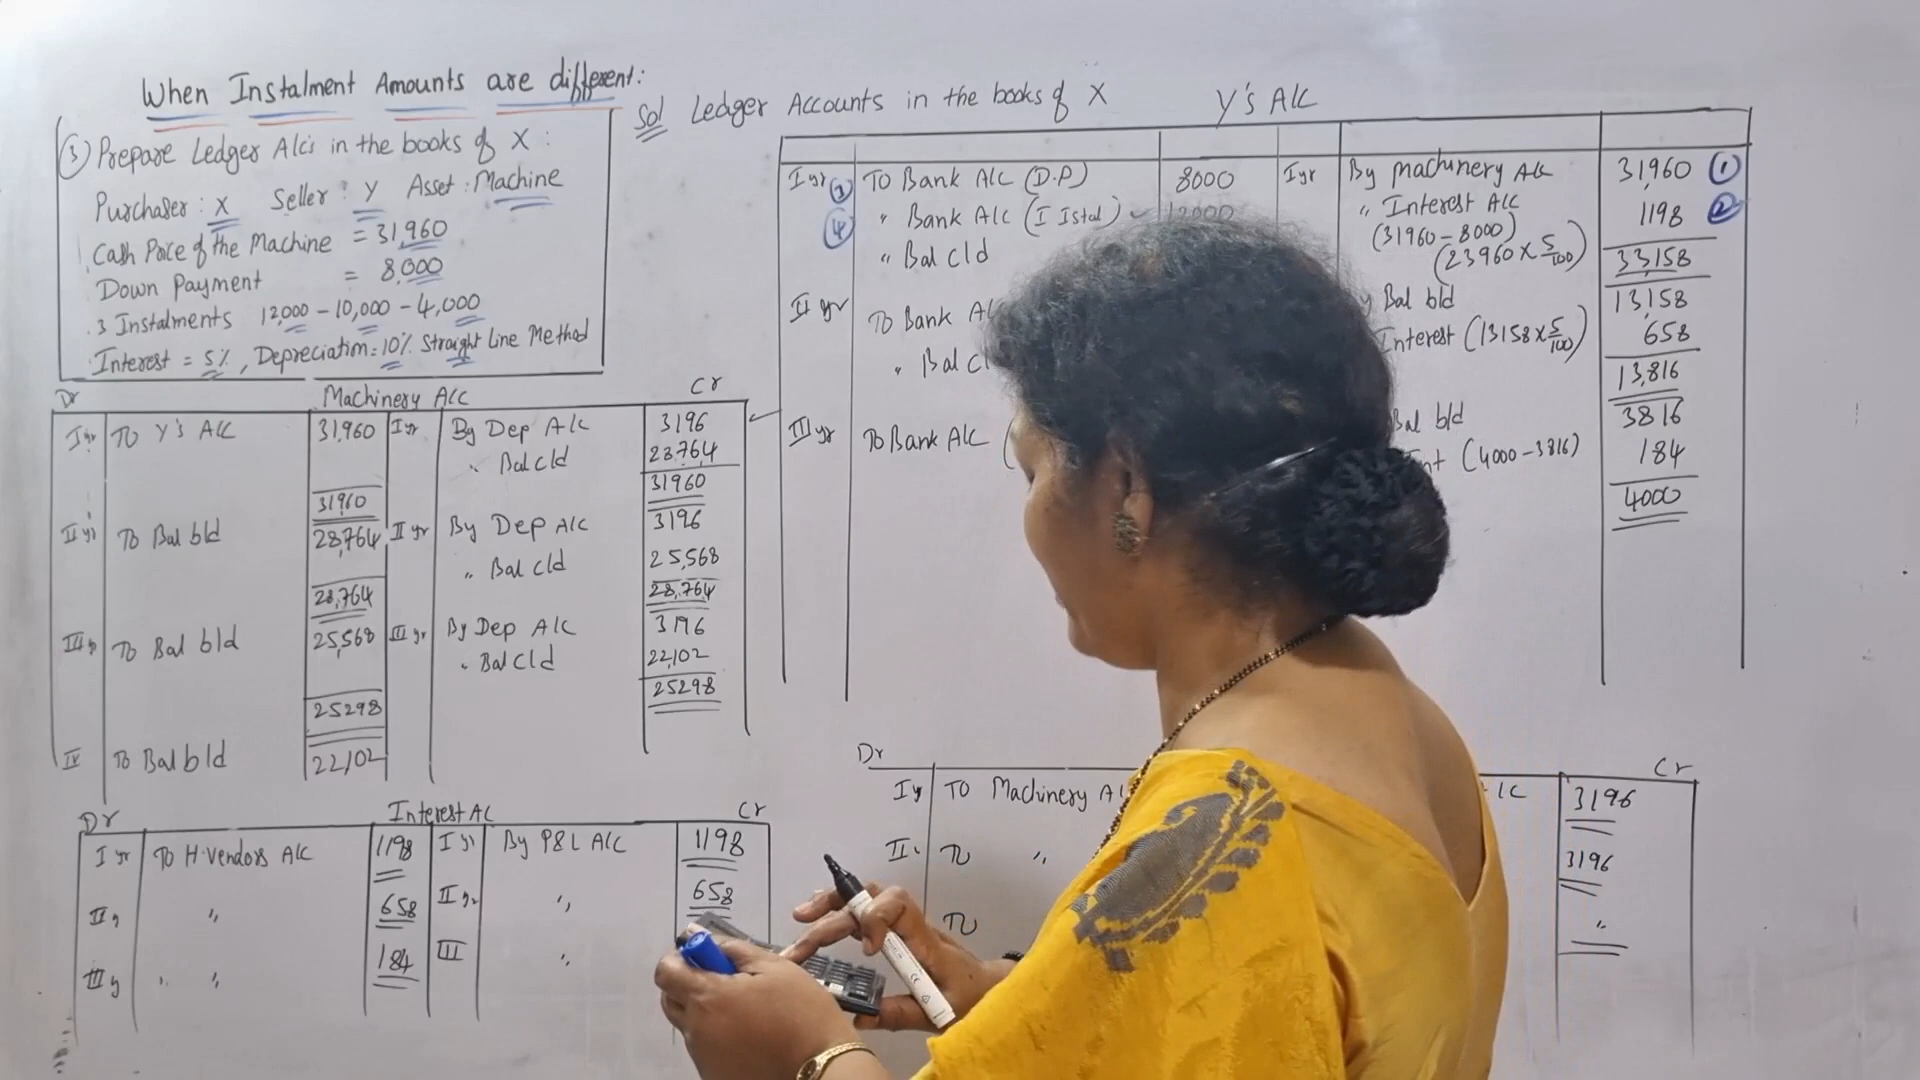 When Instalment Amounts are different:
③ Prepare Ledger A/c's in the books of X :
Purchaser : X Seller : Y Asset : Machine
Cash Price of the Machine = 31,960
Down Payment = 8,000
3 Instalments 12,000 - 10,000 - 4,000
Interest = 5%, Depreciation = 10% Straight Line Method
Sol Ledger Accounts in the books of X
Y's A/c
I yr ③ To Bank A/c (D.P) 8000 I yr By machinery A/c 31,960 ①
④ " Bank A/c (I Istal) 12000 " Interest A/c 1198 ②
(31960 - 8000)
" Bal c/d (23960 × 5/100) 33,158
II yr To Bank A/ Bal b/d 13,158
Interest (13158 × 5/100) 658
" Bal c/ 13,816
Bal b/d 3816
III yr To Bank A/c ( nt (4000 - 3816) 184
4000
Dr Machinery A/c Cr
I yr To Y's A/c 31,960 I yr By Dep A/c 3196
" Bal c/d 28,764
31960 31960
II yr To Bal b/d 28,764 II yr By Dep A/c 3196
" Bal c/d 25,568
28,764 28,764
III yr To Bal b/d 25,568 III yr By Dep A/c 3196
" Bal c/d 22,102
25298 25298
IV To Bal b/d 22,102
Dr Interest A/c Cr
I yr To H. Vendors A/c 1198 I yr By P&L A/c 1198
II y " 658 II yr " 658
III y " " 184 III "
Dr Cr
I y To Machinery A/ /c 3196
II To " 3196
To "